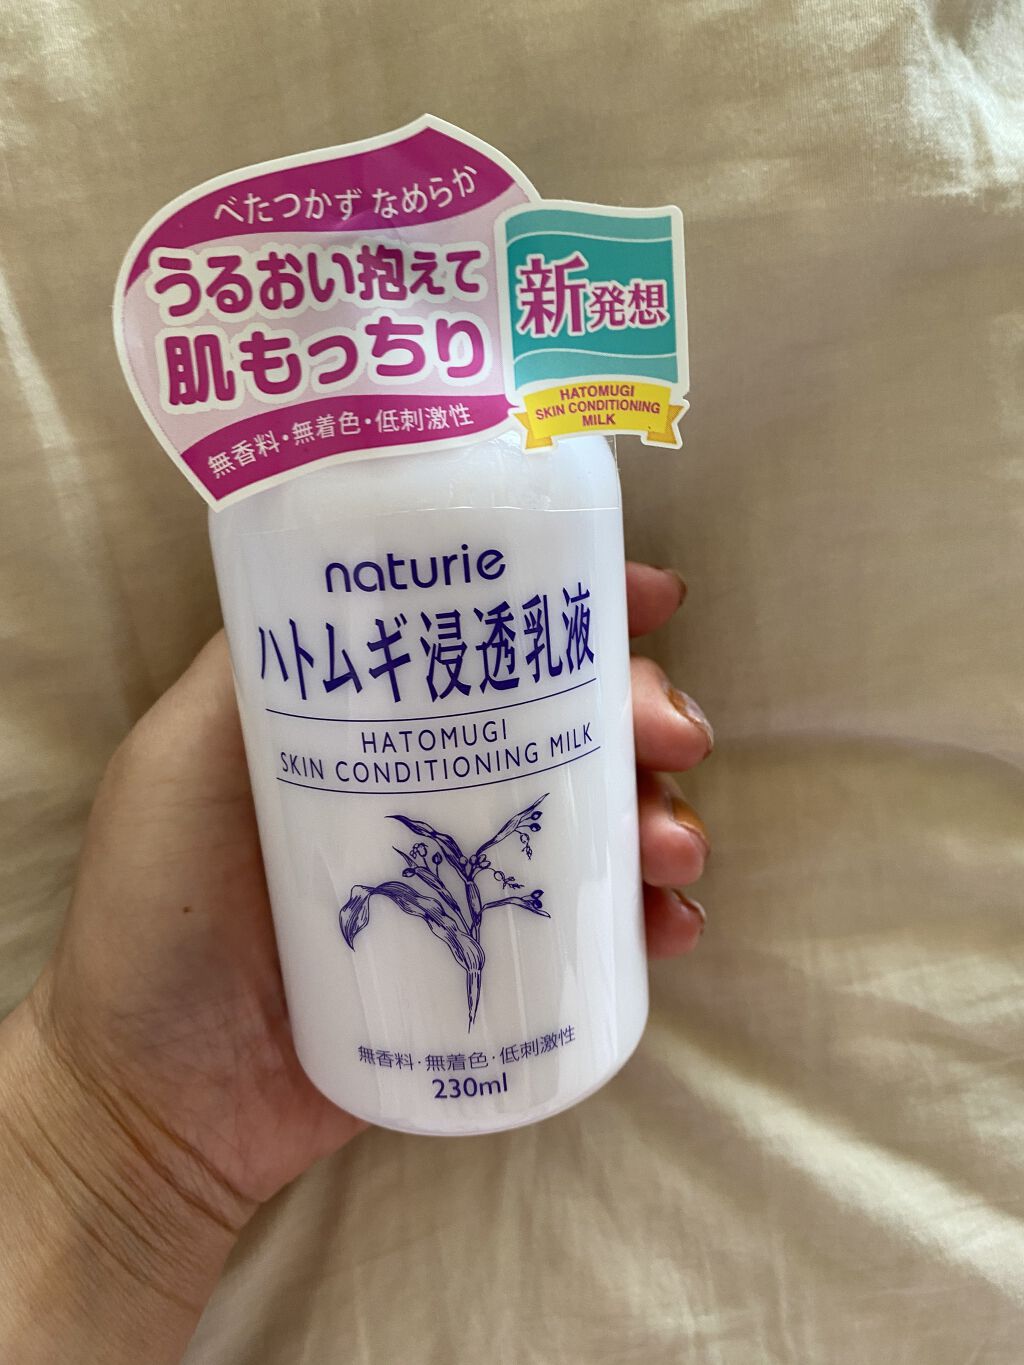 べたつかず なめらか
うるおい抱えて
肌もっちり
無香料・無着色・低刺激性
新発想
HATOMUGI
SKIN CONDITIONING
MILK
naturie
ハトムギ浸透乳液
HATOMUGI
SKIN CONDITIONING MILK
無香料・無着色・低刺激性
230ml